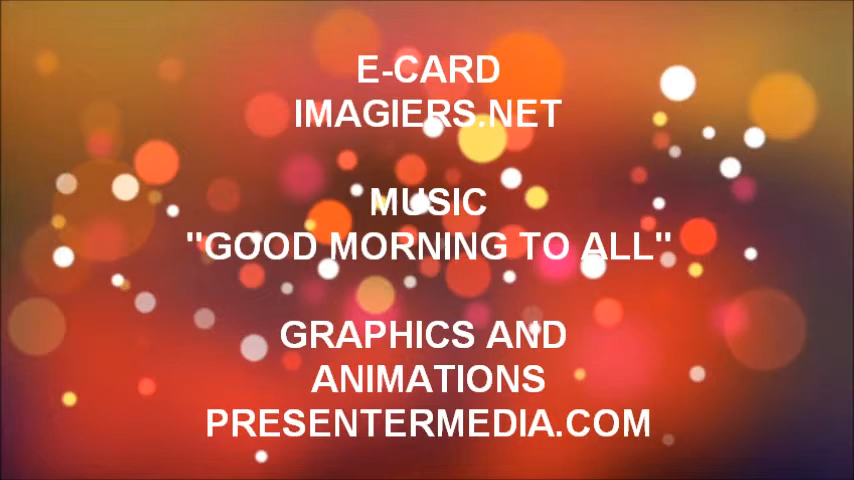 E-CARD
IMAGIERS.NET
MUSIC
"GOOD MORNING TO ALL"
GRAPHICS AND
ANIMATIONS
PRESENTERMEDIA.COM